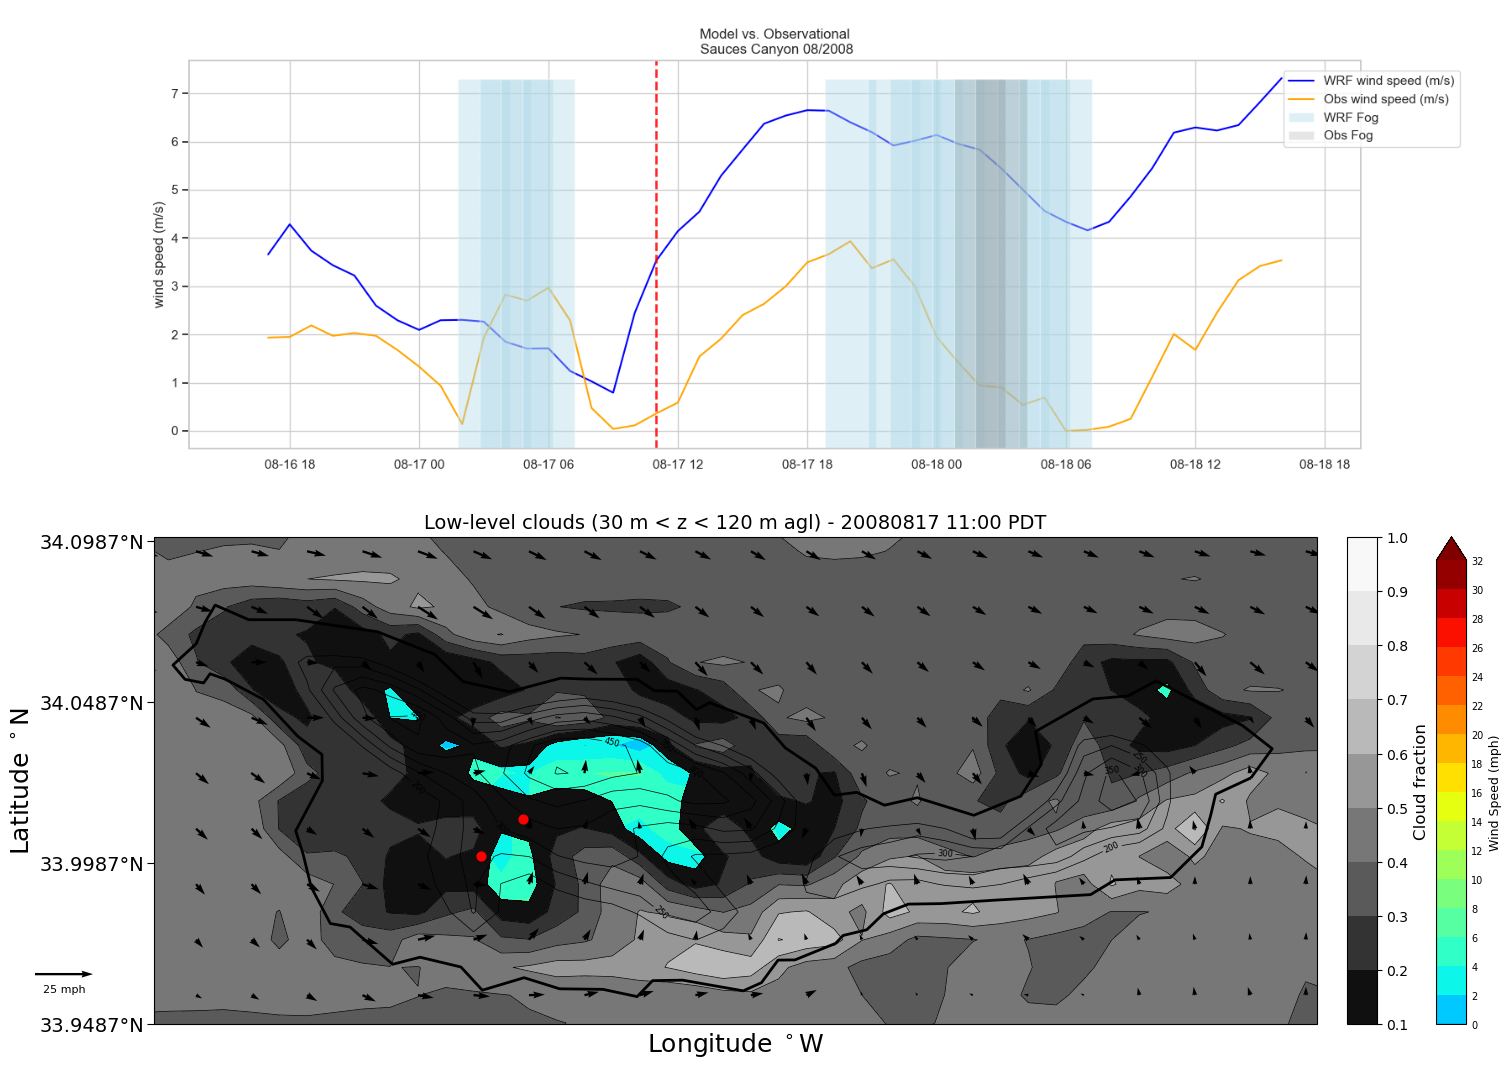 Model vs. Observational
Sauces Canyon 08/2008
wind speed (m/s)
7
6
5
4
3
2
1
0
08-16 18
08-17 00
08-17 06
08-17 12
08-17 18
08-18 00
08-18 06
08-18 12
08-18 18
WRF wind speed (m/s)
Obs wind speed (m/s)
WRF Fog
Obs Fog
Low-level clouds (30 m < z < 120 m agl) - 20080817 11:00 PDT
34.0987°N
34.0487°N
33.9987°N
33.9487°N
Latitude °N
Longitude °W
25 mph
450
350
300
200
250
1.0
0.9
0.8
0.7
0.6
0.5
0.4
0.3
0.2
0.1
Cloud fraction
32
30
28
26
24
22
20
18
16
14
12
10
8
6
4
2
0
Wind Speed (mph)